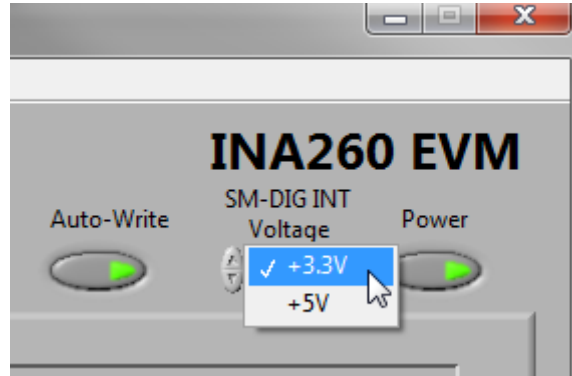 INA260 EVM
SM-DIG INT
Auto-Write Voltage Power
✓ +3.3V
+5V